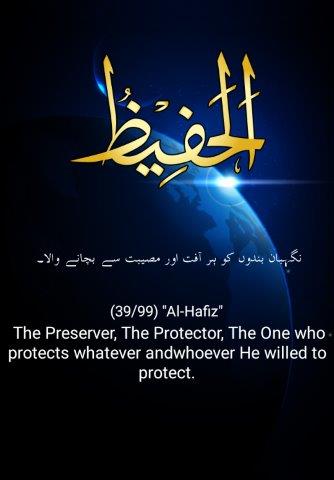 اَلْحَفِيْظُ
نگہبان بندوں کو ہر آفت اور مصیبت سے بچانے والا۔
(39/99) "Al-Hafiz"
The Preserver, The Protector, The One who
protects whatever andwhoever He willed to
protect.